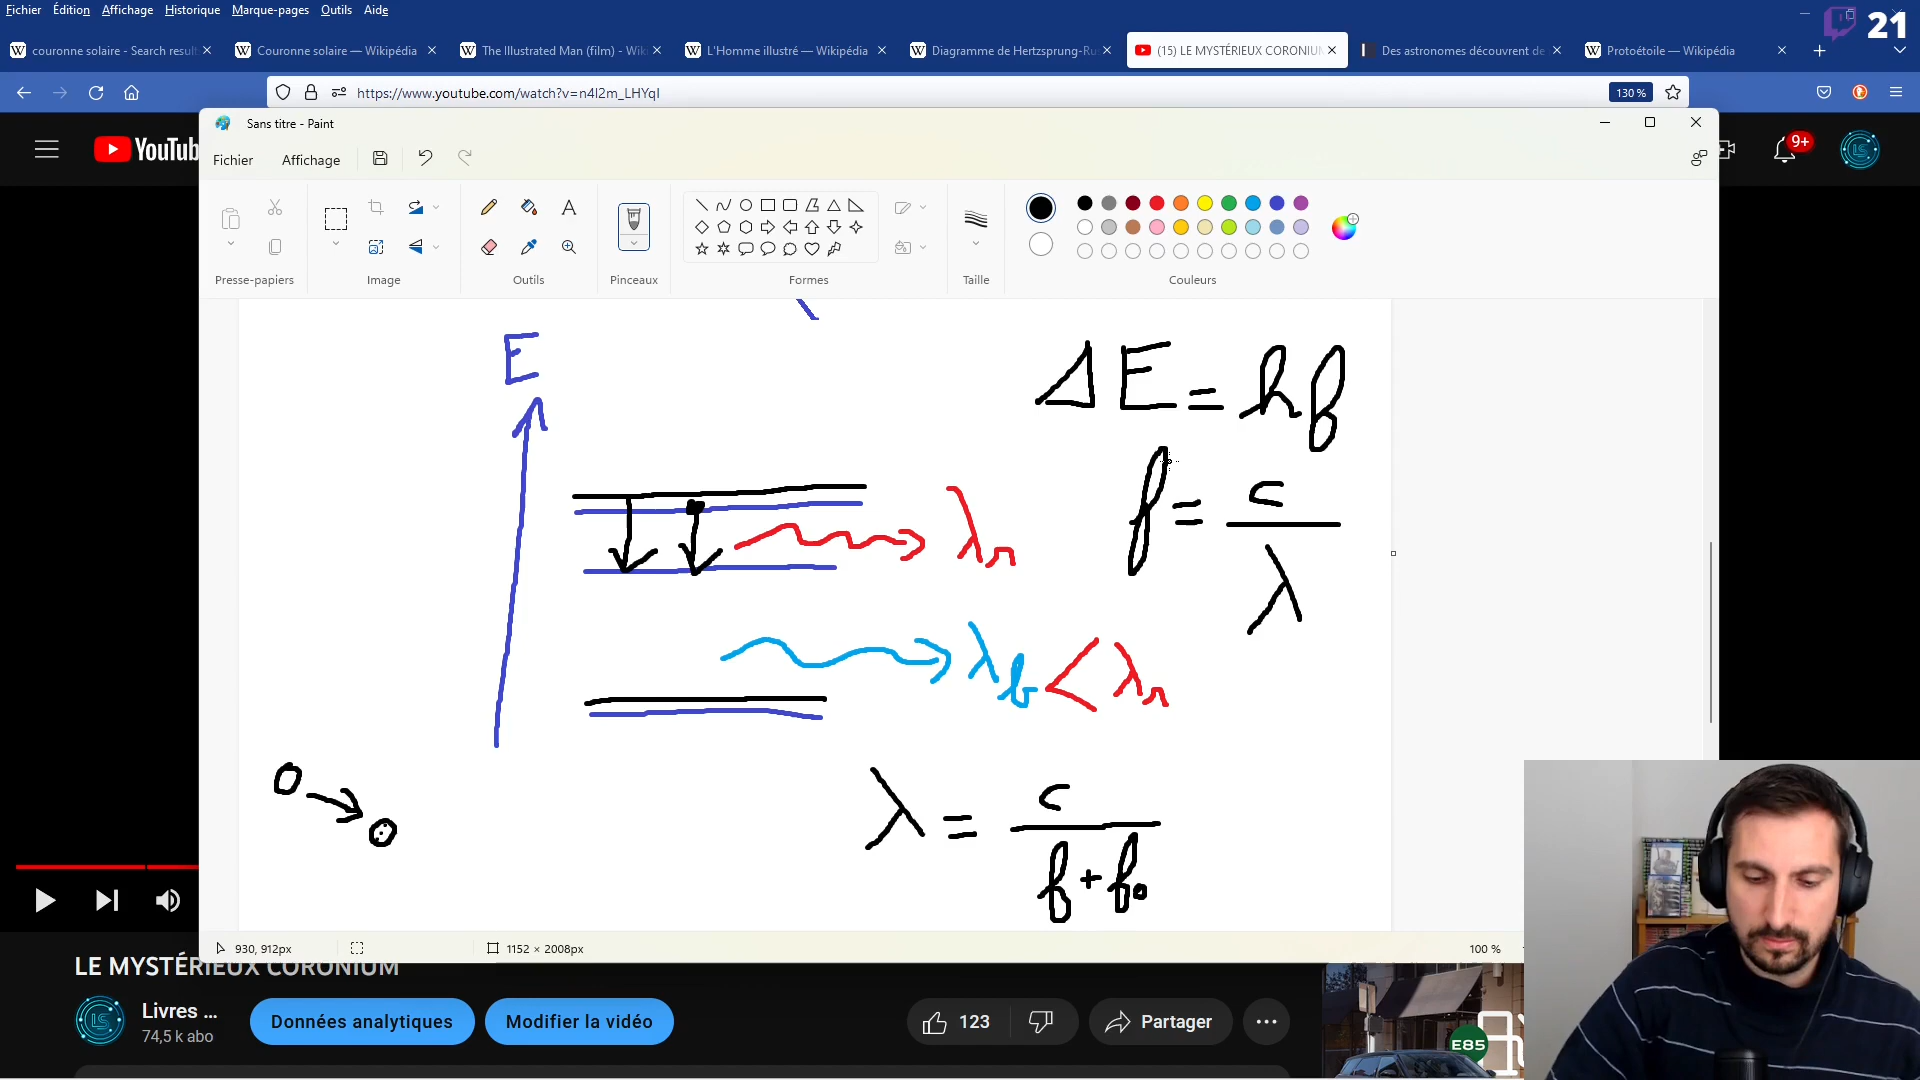 Fichier Édition Affichage Historique Marque-pages Outils Aide
21
couronne solaire - Search result
Couronne solaire — Wikipédia
The Illustrated Man (film) - Wik
L'Homme illustré — Wikipédia
Diagramme de Hertzsprung-Ru
(15) LE MYSTÉRIEUX CORONIUM
Des astronomes découvrent de
Protoétoile — Wikipédia
https://www.youtube.com/watch?v=n4I2m_LHYqI
130 %
YouTub
Sans titre - Paint
9+
Fichier Affichage
Presse-papiers Image Outils Pinceaux Formes Taille Couleurs
E
ΔE = hf
f = c
λ
λr
λb < λr
λ = c
f + f0
930, 912px
1152 × 2008px
100 %
LE MYSTÉRIEUX CORONIUM
Livres ...
74,5 k abo
Données analytiques
Modifier la vidéo
123
Partager
E85